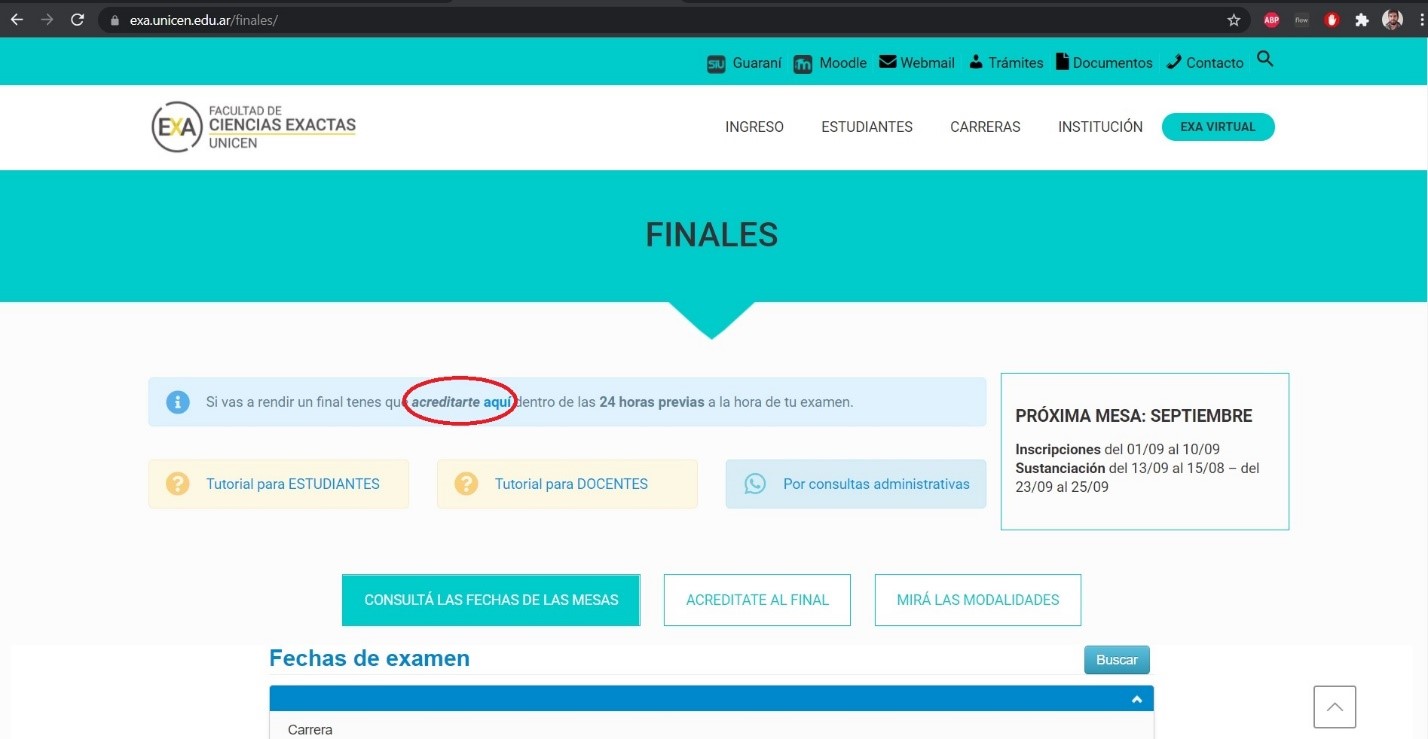 exa.unicen.edu.ar/finales/
ABP
flow
SIU Guaraní m Moodle Webmail Trámites Documentos Contacto
EXA FACULTAD DE
CIENCIAS EXACTAS
UNICEN
INGRESO ESTUDIANTES CARRERAS INSTITUCIÓN EXA VIRTUAL
FINALES
Si vas a rendir un final tenes que acreditarte aquí dentro de las 24 horas previas a la hora de tu examen.
Tutorial para ESTUDIANTES Tutorial para DOCENTES Por consultas administrativas
PRÓXIMA MESA: SEPTIEMBRE
Inscripciones del 01/09 al 10/09
Sustanciación del 13/09 al 15/08 – del
23/09 al 25/09
CONSULTÁ LAS FECHAS DE LAS MESAS ACREDITATE AL FINAL MIRÁ LAS MODALIDADES
Fechas de examen Buscar
Carrera